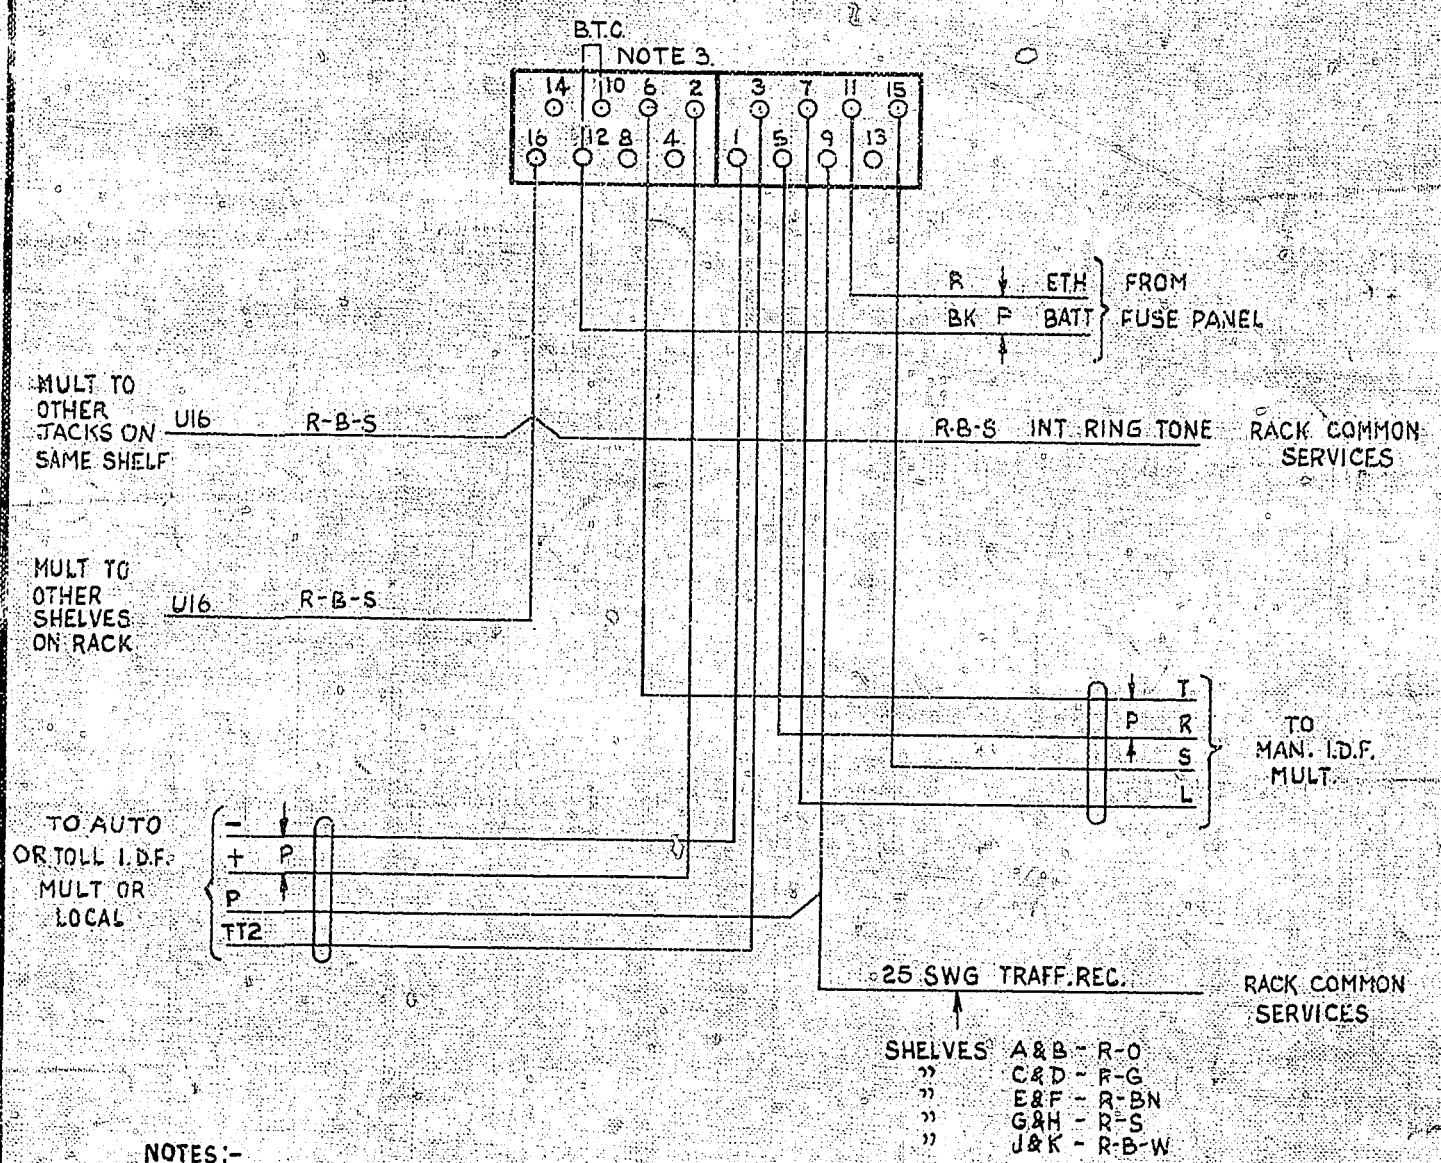 B.T.C.
NOTE 3.
14 10 6 2 3 7 11 15
16 12 8 4 1 5 9 13
R ETH
BK P BATT
FROM
FUSE PANEL
MULT TO
OTHER
JACKS ON
SAME SHELF
U16 R-B-S
R-B-S INT RING TONE
RACK COMMON
SERVICES
MULT TO
OTHER
SHELVES
ON RACK
U16 R-B-S
T
P R
S
L
TO
MAN. I.D.F.
MULT.
TO AUTO
OR TOLL I.D.F.
MULT OR
LOCAL
-
+ P
P
TT2
25 SWG TRAFF. REC.
RACK COMMON
SERVICES
SHELVES A&B - R-O
" C&D - R-G
" E&F - R-BN
" G&H - R-S
" J&K - R-B-W
NOTES:-